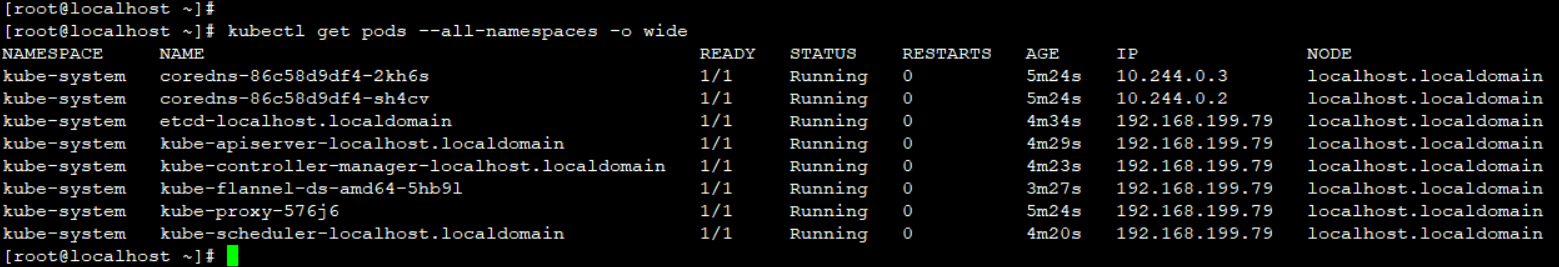 [root@localhost ~]#
[root@localhost ~]# kubectl get pods --all-namespaces -o wide
NAMESPACE NAME READY STATUS RESTARTS AGE IP NODE
kube-system coredns-86c58d9df4-2kh6s 1/1 Running 0 5m24s 10.244.0.3 localhost.localdomain
kube-system coredns-86c58d9df4-sh4cv 1/1 Running 0 5m24s 10.244.0.2 localhost.localdomain
kube-system etcd-localhost.localdomain 1/1 Running 0 4m34s 192.168.199.79 localhost.localdomain
kube-system kube-apiserver-localhost.localdomain 1/1 Running 0 4m29s 192.168.199.79 localhost.localdomain
kube-system kube-controller-manager-localhost.localdomain 1/1 Running 0 4m23s 192.168.199.79 localhost.localdomain
kube-system kube-flannel-ds-amd64-5hb9l 1/1 Running 0 3m27s 192.168.199.79 localhost.localdomain
kube-system kube-proxy-576j6 1/1 Running 0 5m24s 192.168.199.79 localhost.localdomain
kube-system kube-scheduler-localhost.localdomain 1/1 Running 0 4m20s 192.168.199.79 localhost.localdomain
[root@localhost ~]#